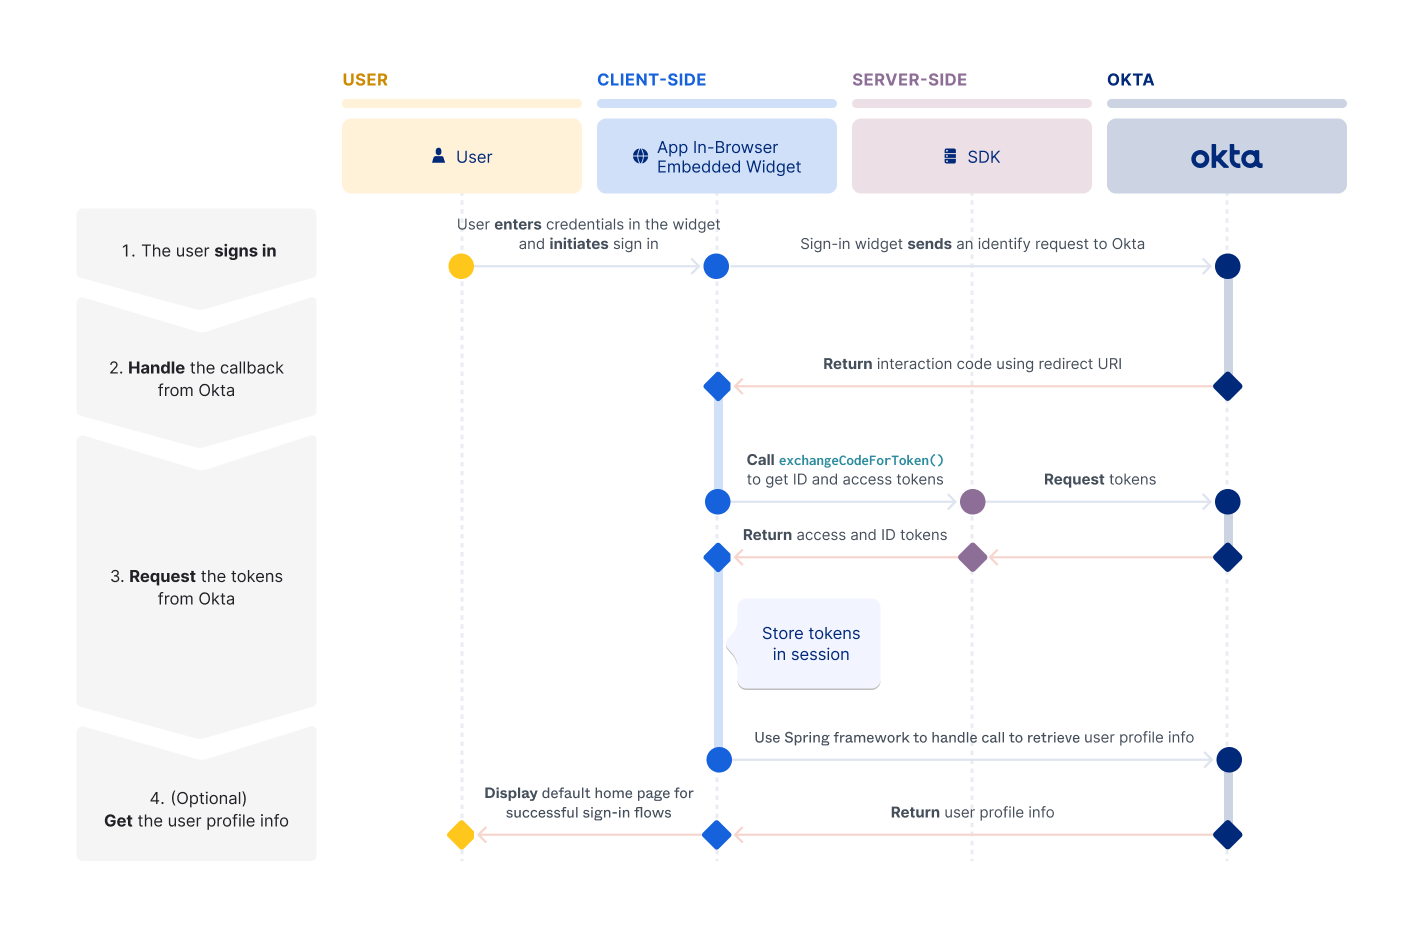 USER
CLIENT-SIDE
SERVER-SIDE
OKTA
User
App In-Browser
Embedded Widget
SDK
okta
1. The user signs in
User enters credentials in the widget
and initiates sign in
Sign-in widget sends an identify request to Okta
2. Handle the callback
from Okta
Return interaction code using redirect URI
3. Request the tokens
from Okta
Call exchangeCodeForToken()
to get ID and access tokens
Request tokens
Return access and ID tokens
Store tokens
in session
4. (Optional)
Get the user profile info
Use Spring framework to handle call to retrieve user profile info
Display default home page for
successful sign-in flows
Return user profile info